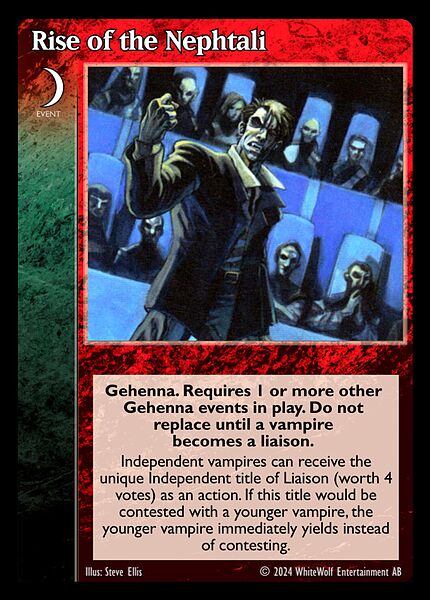 Rise of the Nephtali
EVENT
Gehenna. Requires 1 or more other
Gehenna events in play. Do not
replace until a vampire
becomes a liaison.
Independent vampires can receive the
unique Independent title of Liaison (worth 4
votes) as an action. If this title would be
contested with a younger vampire, the
younger vampire immediately yields instead
of contesting.
Illus: Steve Ellis
© 2024 WhiteWolf Entertainment AB